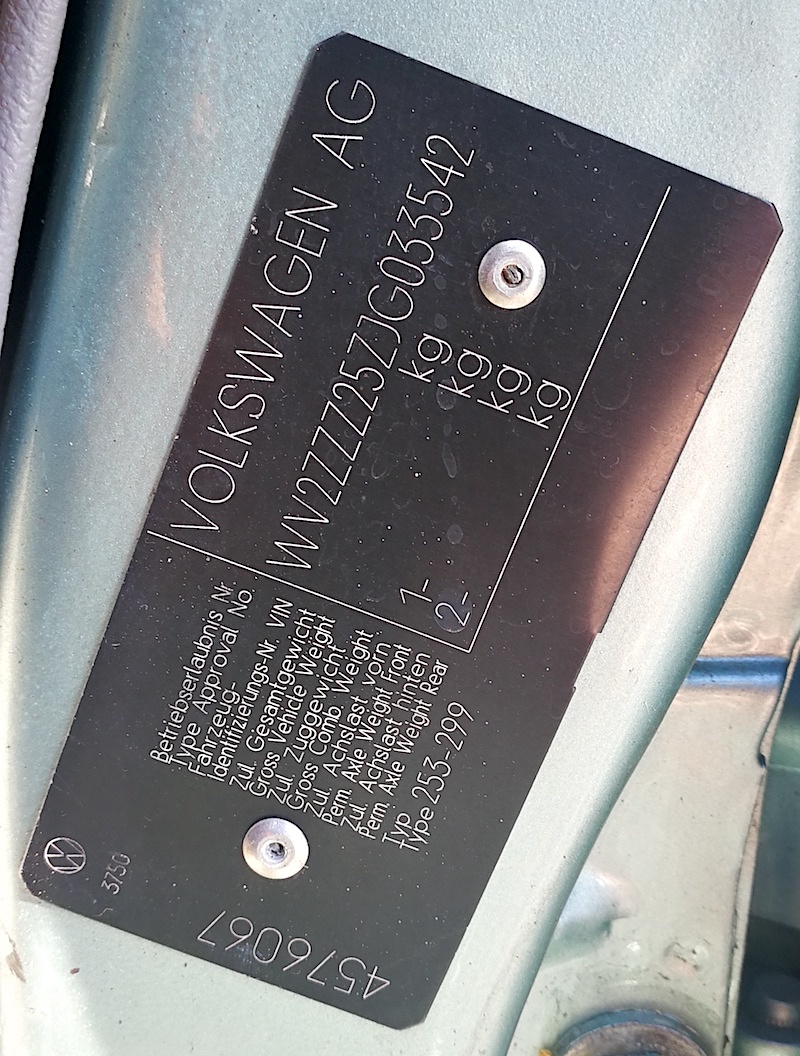 VOLKSWAGEN AG
Betriebserlaubnis Nr.
Type Approval No.
Fahrzeug-
Identifizierungs-Nr. VIN
WV2ZZZ25ZJG033542
Zul. Gesamtgewicht
Gross Vehicle Weight
kg
Zul. Zuggewicht
Gross Comb. Weight
kg
Zul. Achslast vorn
Perm. Axle Weight Front
1- kg
Zul. Achslast hinten
Perm. Axle Weight Rear
2- kg
Typ
Type 253-299
3750
4576067